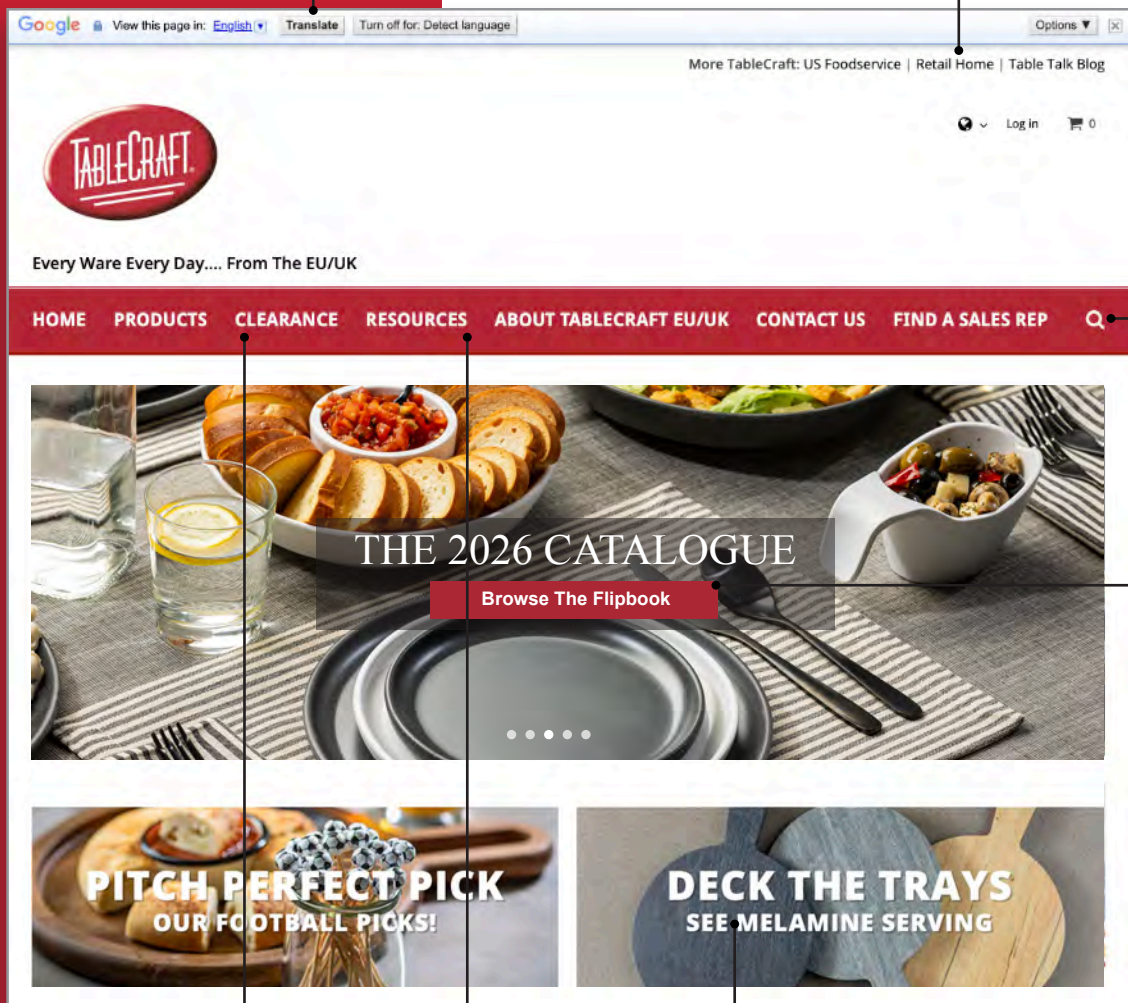 Google View this page in: English Translate Turn off for: Detect language Options ▼
More TableCraft: US Foodservice | Retail Home | Table Talk Blog
Log in 0
TABLECRAFT®
Every Ware Every Day.... From The EU/UK
HOME PRODUCTS CLEARANCE RESOURCES ABOUT TABLECRAFT EU/UK CONTACT US FIND A SALES REP
THE 2026 CATALOGUE
Browse The Flipbook
PITCH PERFECT PICK
OUR FOOTBALL PICKS!
DECK THE TRAYS
SEE MELAMINE SERVING